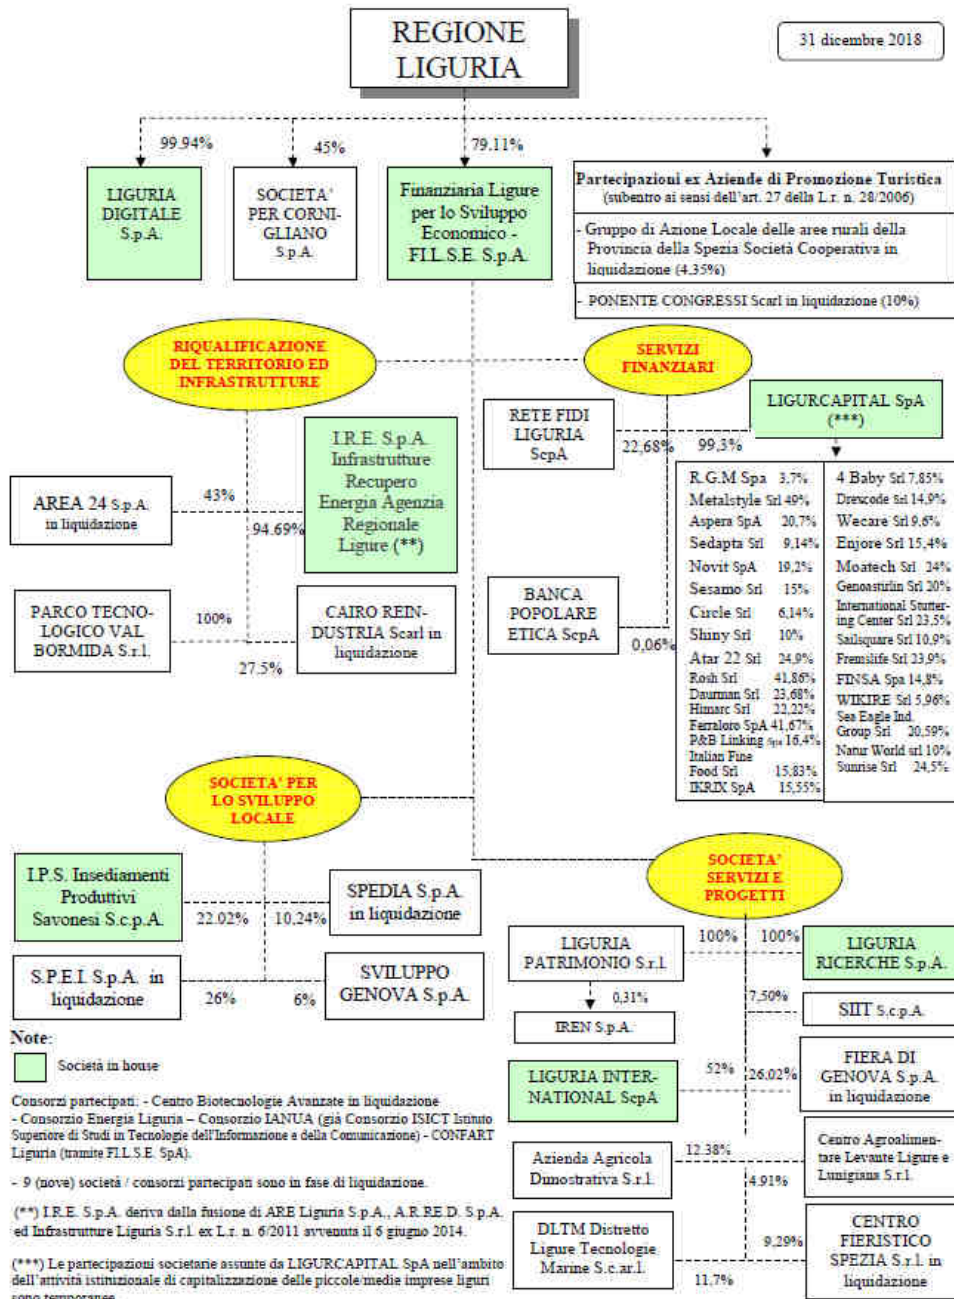 REGIONE
LIGURIA
31 dicembre 2018
99.94%
45%
79.11%
LIGURIA
DIGITALE
S.p.A.
SOCIETA'
PER CORNI-
GLIANO
S.p.A.
Finanziaria Ligure
per lo Sviluppo
Economico -
FI.L.S.E. S.p.A.
Partecipazioni ex Aziende di Promozione Turistica
(subentro ai sensi dell'art. 27 della L.r. n. 28/2006)
- Gruppo di Azione Locale delle aree rurali della
Provincia della Spezia Società Cooperativa in
liquidazione (4,35%)
- PONENTE CONGRESSI Scarl in liquidazione (10%)
RIQUALIFICAZIONE
DEL TERRITORIO ED
INFRASTRUTTURE
SERVIZI
FINANZIARI
RETE FIDI
LIGURIA
ScpA
22,68%
99,3%
LIGURCAPITAL SpA
(***)
AREA 24 S.p.A.
in liquidazione
43%
94.69%
I.R.E. S.p.A.
Infrastrutture
Recupero
Energia Agenzia
Regionale
Ligure (**)
PARCO TECNO-
LOGICO VAL
BORMIDA S.r.l.
100%
27.5%
CAIRO REIN-
DUSTRIA Scarl in
liquidazione
BANCA
POPOLARE
ETICA ScpA
0,06%
R.G.M Spa 3,7%
Metalstyle Srl 49%
Aspera SpA 20,7%
Sedapta Srl 9,14%
Novit SpA 19,2%
Sesamo Srl 15%
Circle Srl 6,14%
Shiny Srl 10%
Atar 22 Srl 24,9%
Rosh Srl 41,86%
Daurman Srl 23,68%
Himarc Srl 22,22%
Ferraloro SpA 41,67%
P&B Linking Spa 16,4%
Italian Fine
Food Srl 15,83%
IKRIX SpA 15,55%
4 Baby Srl 7,85%
Drexcode Srl 14,9%
Wecare Srl 9,6%
Enjore Srl 15,4%
Moatech Srl 24%
Genoastirlin Srl 20%
International Stutter-
ing Center Srl 23,5%
Sailsquare Srl 10,9%
Fremslife Srl 23,9%
FINSA Spa 14,8%
WIKIRE Srl 5,96%
Sea Eagle Ind.
Group Srl 20,59%
Natur World srl 10%
Sunrise Srl 24,5%
SOCIETA' PER
LO SVILUPPO
LOCALE
I.P.S. Insediamenti
Produttivi
Savonesi S.c.p.A.
22.02%
10,24%
SPEDIA S.p.A.
in liquidazione
S.P.E.I. S.p.A. in
liquidazione
26%
6%
SVILUPPO
GENOVA S.p.A.
SOCIETA'
SERVIZI E
PROGETTI
LIGURIA
PATRIMONIO S.r.l.
100%
100%
LIGURIA
RICERCHE S.p.A.
0,31%
IREN S.p.A.
7,50%
SIIT S.c.p.A.
LIGURIA INTER-
NATIONAL ScpA
52%
26,02%
FIERA DI
GENOVA S.p.A.
in liquidazione
Azienda Agricola
Dimostrativa S.r.l.
12.38%
4.91%
Centro Agroalimen-
tare Levante Ligure e
Lunigiana S.r.l.
DLTM Distretto
Ligure Tecnologie
Marine S.c.ar.l.
9,29%
11,7%
CENTRO
FIERISTICO
SPEZIA S.r.l. in
liquidazione
Note:
Società in house
Consorzi partecipati: - Centro Biotecnologie Avanzate in liquidazione
- Consorzio Energia Liguria – Consorzio IANUA (già Consorzio ISICT Istituto
Superiore di Studi in Tecnologie dell'Informazione e della Comunicazione) - CONFART
Liguria (tramite FI.L.S.E. SpA).
- 9 (nove) società / consorzi partecipati sono in fase di liquidazione.
(**) I.R.E. S.p.A. deriva dalla fusione di ARE Liguria S.p.A., A.R.RE.D. S.p.A.
ed Infrastrutture Liguria S.r.l. ex L.r. n. 6/2011 avvenuta il 6 giugno 2014.
(***) Le partecipazioni societarie assunte da LIGURCAPITAL SpA nell'ambito
dell'attività istituzionale di capitalizzazione delle piccole/medie imprese liguri
sono temporanee